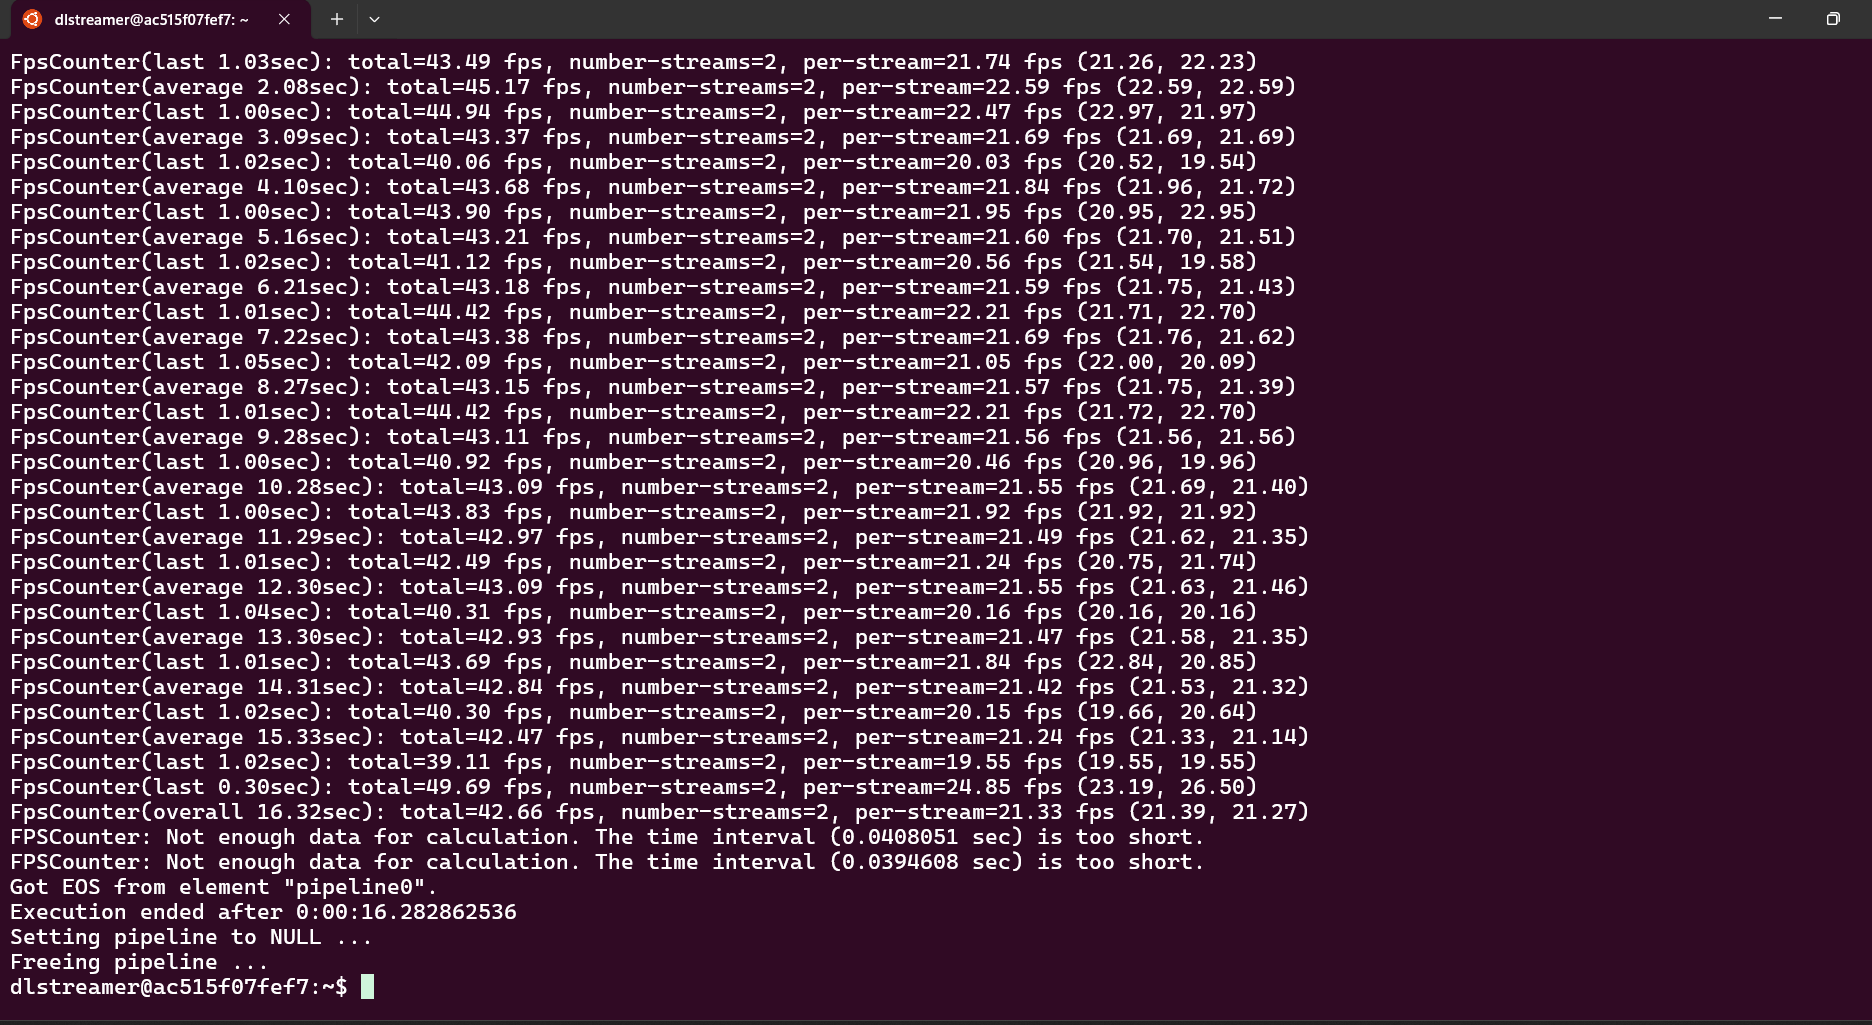 dlstreamer@ac515f07fef7: ~
FpsCounter(last 1.03sec): total=43.49 fps, number-streams=2, per-stream=21.74 fps (21.26, 22.23)
FpsCounter(average 2.08sec): total=45.17 fps, number-streams=2, per-stream=22.59 fps (22.59, 22.59)
FpsCounter(last 1.00sec): total=44.94 fps, number-streams=2, per-stream=22.47 fps (22.97, 21.97)
FpsCounter(average 3.09sec): total=43.37 fps, number-streams=2, per-stream=21.69 fps (21.69, 21.69)
FpsCounter(last 1.02sec): total=40.06 fps, number-streams=2, per-stream=20.03 fps (20.52, 19.54)
FpsCounter(average 4.10sec): total=43.68 fps, number-streams=2, per-stream=21.84 fps (21.96, 21.72)
FpsCounter(last 1.00sec): total=43.90 fps, number-streams=2, per-stream=21.95 fps (20.95, 22.95)
FpsCounter(average 5.16sec): total=43.21 fps, number-streams=2, per-stream=21.60 fps (21.70, 21.51)
FpsCounter(last 1.02sec): total=41.12 fps, number-streams=2, per-stream=20.56 fps (21.54, 19.58)
FpsCounter(average 6.21sec): total=43.18 fps, number-streams=2, per-stream=21.59 fps (21.75, 21.43)
FpsCounter(last 1.01sec): total=44.42 fps, number-streams=2, per-stream=22.21 fps (21.71, 22.70)
FpsCounter(average 7.22sec): total=43.38 fps, number-streams=2, per-stream=21.69 fps (21.76, 21.62)
FpsCounter(last 1.05sec): total=42.09 fps, number-streams=2, per-stream=21.05 fps (22.00, 20.09)
FpsCounter(average 8.27sec): total=43.15 fps, number-streams=2, per-stream=21.57 fps (21.75, 21.39)
FpsCounter(last 1.01sec): total=44.42 fps, number-streams=2, per-stream=22.21 fps (21.72, 22.70)
FpsCounter(average 9.28sec): total=43.11 fps, number-streams=2, per-stream=21.56 fps (21.56, 21.56)
FpsCounter(last 1.00sec): total=40.92 fps, number-streams=2, per-stream=20.46 fps (20.96, 19.96)
FpsCounter(average 10.28sec): total=43.09 fps, number-streams=2, per-stream=21.55 fps (21.69, 21.40)
FpsCounter(last 1.00sec): total=43.83 fps, number-streams=2, per-stream=21.92 fps (21.92, 21.92)
FpsCounter(average 11.29sec): total=42.97 fps, number-streams=2, per-stream=21.49 fps (21.62, 21.35)
FpsCounter(last 1.01sec): total=42.49 fps, number-streams=2, per-stream=21.24 fps (20.75, 21.74)
FpsCounter(average 12.30sec): total=43.09 fps, number-streams=2, per-stream=21.55 fps (21.63, 21.46)
FpsCounter(last 1.04sec): total=40.31 fps, number-streams=2, per-stream=20.16 fps (20.16, 20.16)
FpsCounter(average 13.30sec): total=42.93 fps, number-streams=2, per-stream=21.47 fps (21.58, 21.35)
FpsCounter(last 1.01sec): total=43.69 fps, number-streams=2, per-stream=21.84 fps (22.84, 20.85)
FpsCounter(average 14.31sec): total=42.84 fps, number-streams=2, per-stream=21.42 fps (21.53, 21.32)
FpsCounter(last 1.02sec): total=40.30 fps, number-streams=2, per-stream=20.15 fps (19.66, 20.64)
FpsCounter(average 15.33sec): total=42.47 fps, number-streams=2, per-stream=21.24 fps (21.33, 21.14)
FpsCounter(last 1.02sec): total=39.11 fps, number-streams=2, per-stream=19.55 fps (19.55, 19.55)
FpsCounter(last 0.30sec): total=49.69 fps, number-streams=2, per-stream=24.85 fps (23.19, 26.50)
FpsCounter(overall 16.32sec): total=42.66 fps, number-streams=2, per-stream=21.33 fps (21.39, 21.27)
FPSCounter: Not enough data for calculation. The time interval (0.0408051 sec) is too short.
FPSCounter: Not enough data for calculation. The time interval (0.0394608 sec) is too short.
Got EOS from element "pipeline0".
Execution ended after 0:00:16.282862536
Setting pipeline to NULL ...
Freeing pipeline ...
dlstreamer@ac515f07fef7:~$